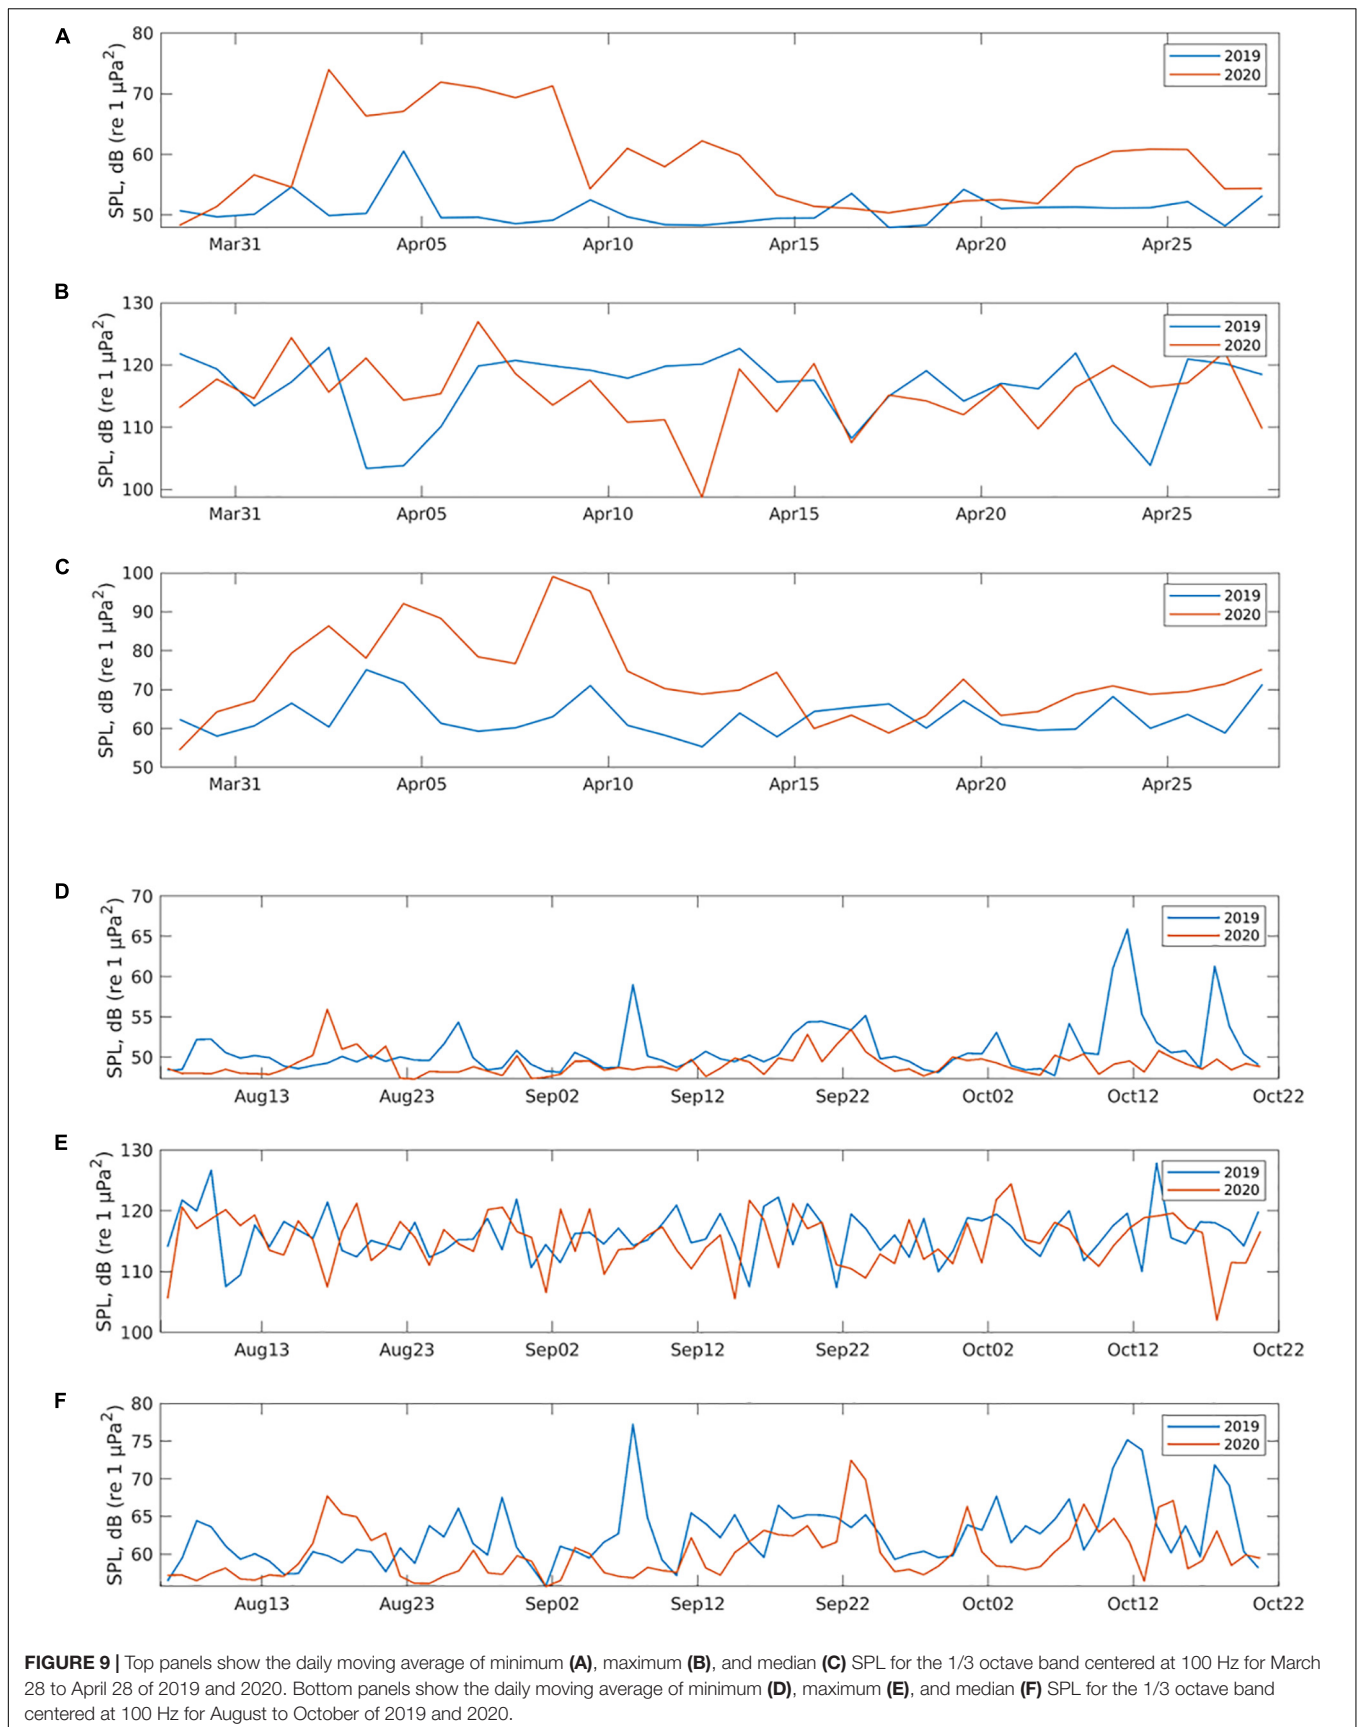 A
SPL, dB (re 1 µPa²)
80
70
60
50
2019
2020
Mar31 Apr05 Apr10 Apr15 Apr20 Apr25
B
SPL, dB (re 1 µPa²)
130
120
110
100
2019
2020
Mar31 Apr05 Apr10 Apr15 Apr20 Apr25
C
SPL, dB (re 1 µPa²)
100
90
80
70
60
50
2019
2020
Mar31 Apr05 Apr10 Apr15 Apr20 Apr25
D
SPL, dB (re 1 µPa²)
70
65
60
55
50
2019
2020
Aug13 Aug23 Sep02 Sep12 Sep22 Oct02 Oct12 Oct22
E
SPL, dB (re 1 µPa²)
130
120
110
100
2019
2020
Aug13 Aug23 Sep02 Sep12 Sep22 Oct02 Oct12 Oct22
F
SPL, dB (re 1 µPa²)
80
75
70
65
60
2019
2020
Aug13 Aug23 Sep02 Sep12 Sep22 Oct02 Oct12 Oct22
FIGURE 9 | Top panels show the daily moving average of minimum (A), maximum (B), and median (C) SPL for the 1/3 octave band centered at 100 Hz for March
28 to April 28 of 2019 and 2020. Bottom panels show the daily moving average of minimum (D), maximum (E), and median (F) SPL for the 1/3 octave band
centered at 100 Hz for August to October of 2019 and 2020.